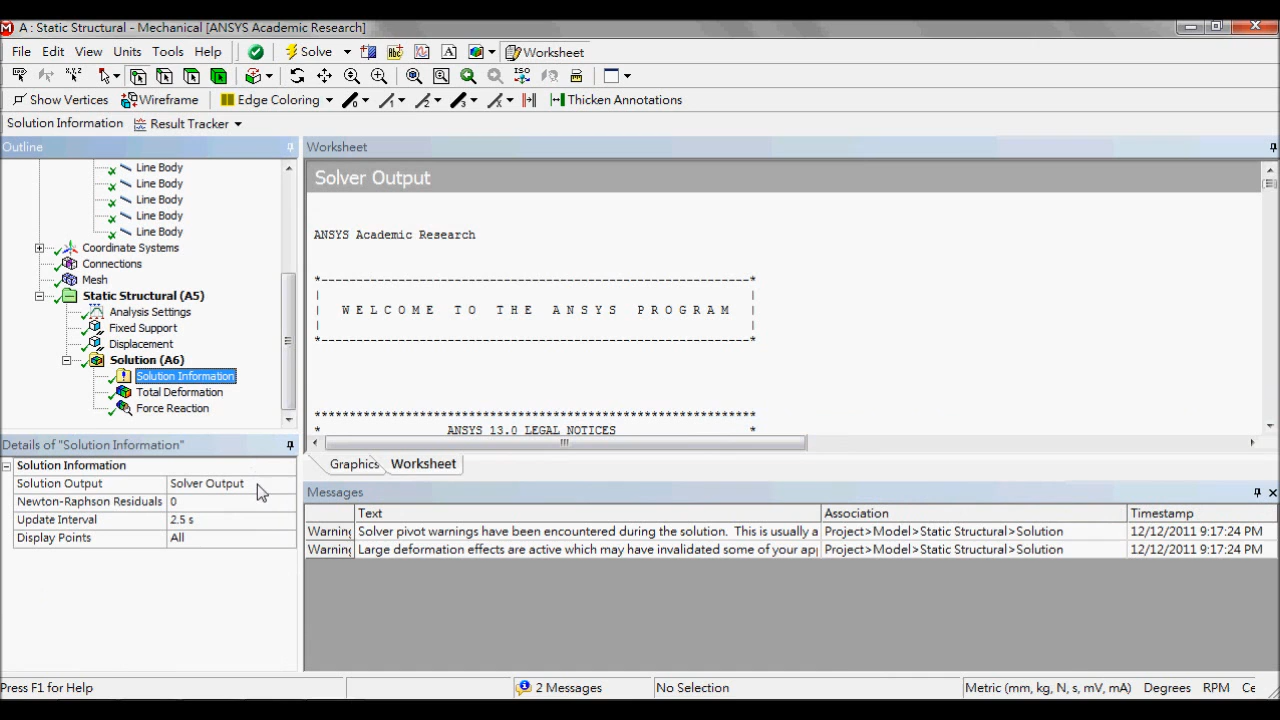 A : Static Structural - Mechanical [ANSYS Academic Research]
File Edit View Units Tools Help Solve Worksheet
Show Vertices Wireframe Edge Coloring Thicken Annotations
Solution Information Result Tracker
Outline
Line Body
Line Body
Line Body
Line Body
Line Body
Coordinate Systems
Connections
Mesh
Static Structural (A5)
Analysis Settings
Fixed Support
Displacement
Solution (A6)
Solution Information
Total Deformation
Force Reaction
Details of "Solution Information"
Solution Information
Solution Output Solver Output
Newton-Raphson Residuals 0
Update Interval 2.5 s
Display Points All
Worksheet
Solver Output
ANSYS Academic Research
*------------------------------------------------------------*
| |
| W E L C O M E T O T H E A N S Y S P R O G R A M |
| |
*------------------------------------------------------------*
***************************************************************
* ANSYS 13.0 LEGAL NOTICES *
Graphics Worksheet
Messages
Text Association Timestamp
Warning Solver pivot warnings have been encountered during the solution. This is usually a Project>Model>Static Structural>Solution 12/12/2011 9:17:24 PM
Warning Large deformation effects are active which may have invalidated some of your app Project>Model>Static Structural>Solution 12/12/2011 9:17:24 PM
Press F1 for Help 2 Messages No Selection Metric (mm, kg, N, s, mV, mA) Degrees RPM Ce